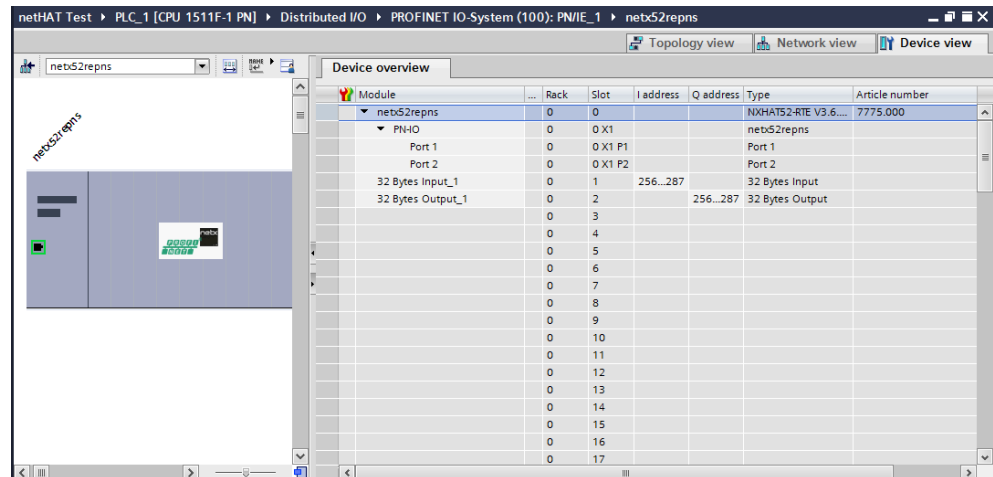 netHAT Test ▸ PLC_1 [CPU 1511F-1 PN] ▸ Distributed I/O ▸ PROFINET IO-System (100): PN/IE_1 ▸ netx52repns
Topology view Network view Device view
netx52repns
Device overview
Module ... Rack Slot I address Q address Type Article number
netx52repns 0 0 NXHAT52-RTE V3.6.... 7775.000
PN-IO 0 0 X1 netx52repns
Port 1 0 0 X1 P1 Port 1
Port 2 0 0 X1 P2 Port 2
32 Bytes Input_1 0 1 256...287 32 Bytes Input
32 Bytes Output_1 0 2 256...287 32 Bytes Output
0 3
0 4
0 5
0 6
0 7
0 8
0 9
0 10
0 11
0 12
0 13
0 14
0 15
0 16
0 17
netx52repns
netx